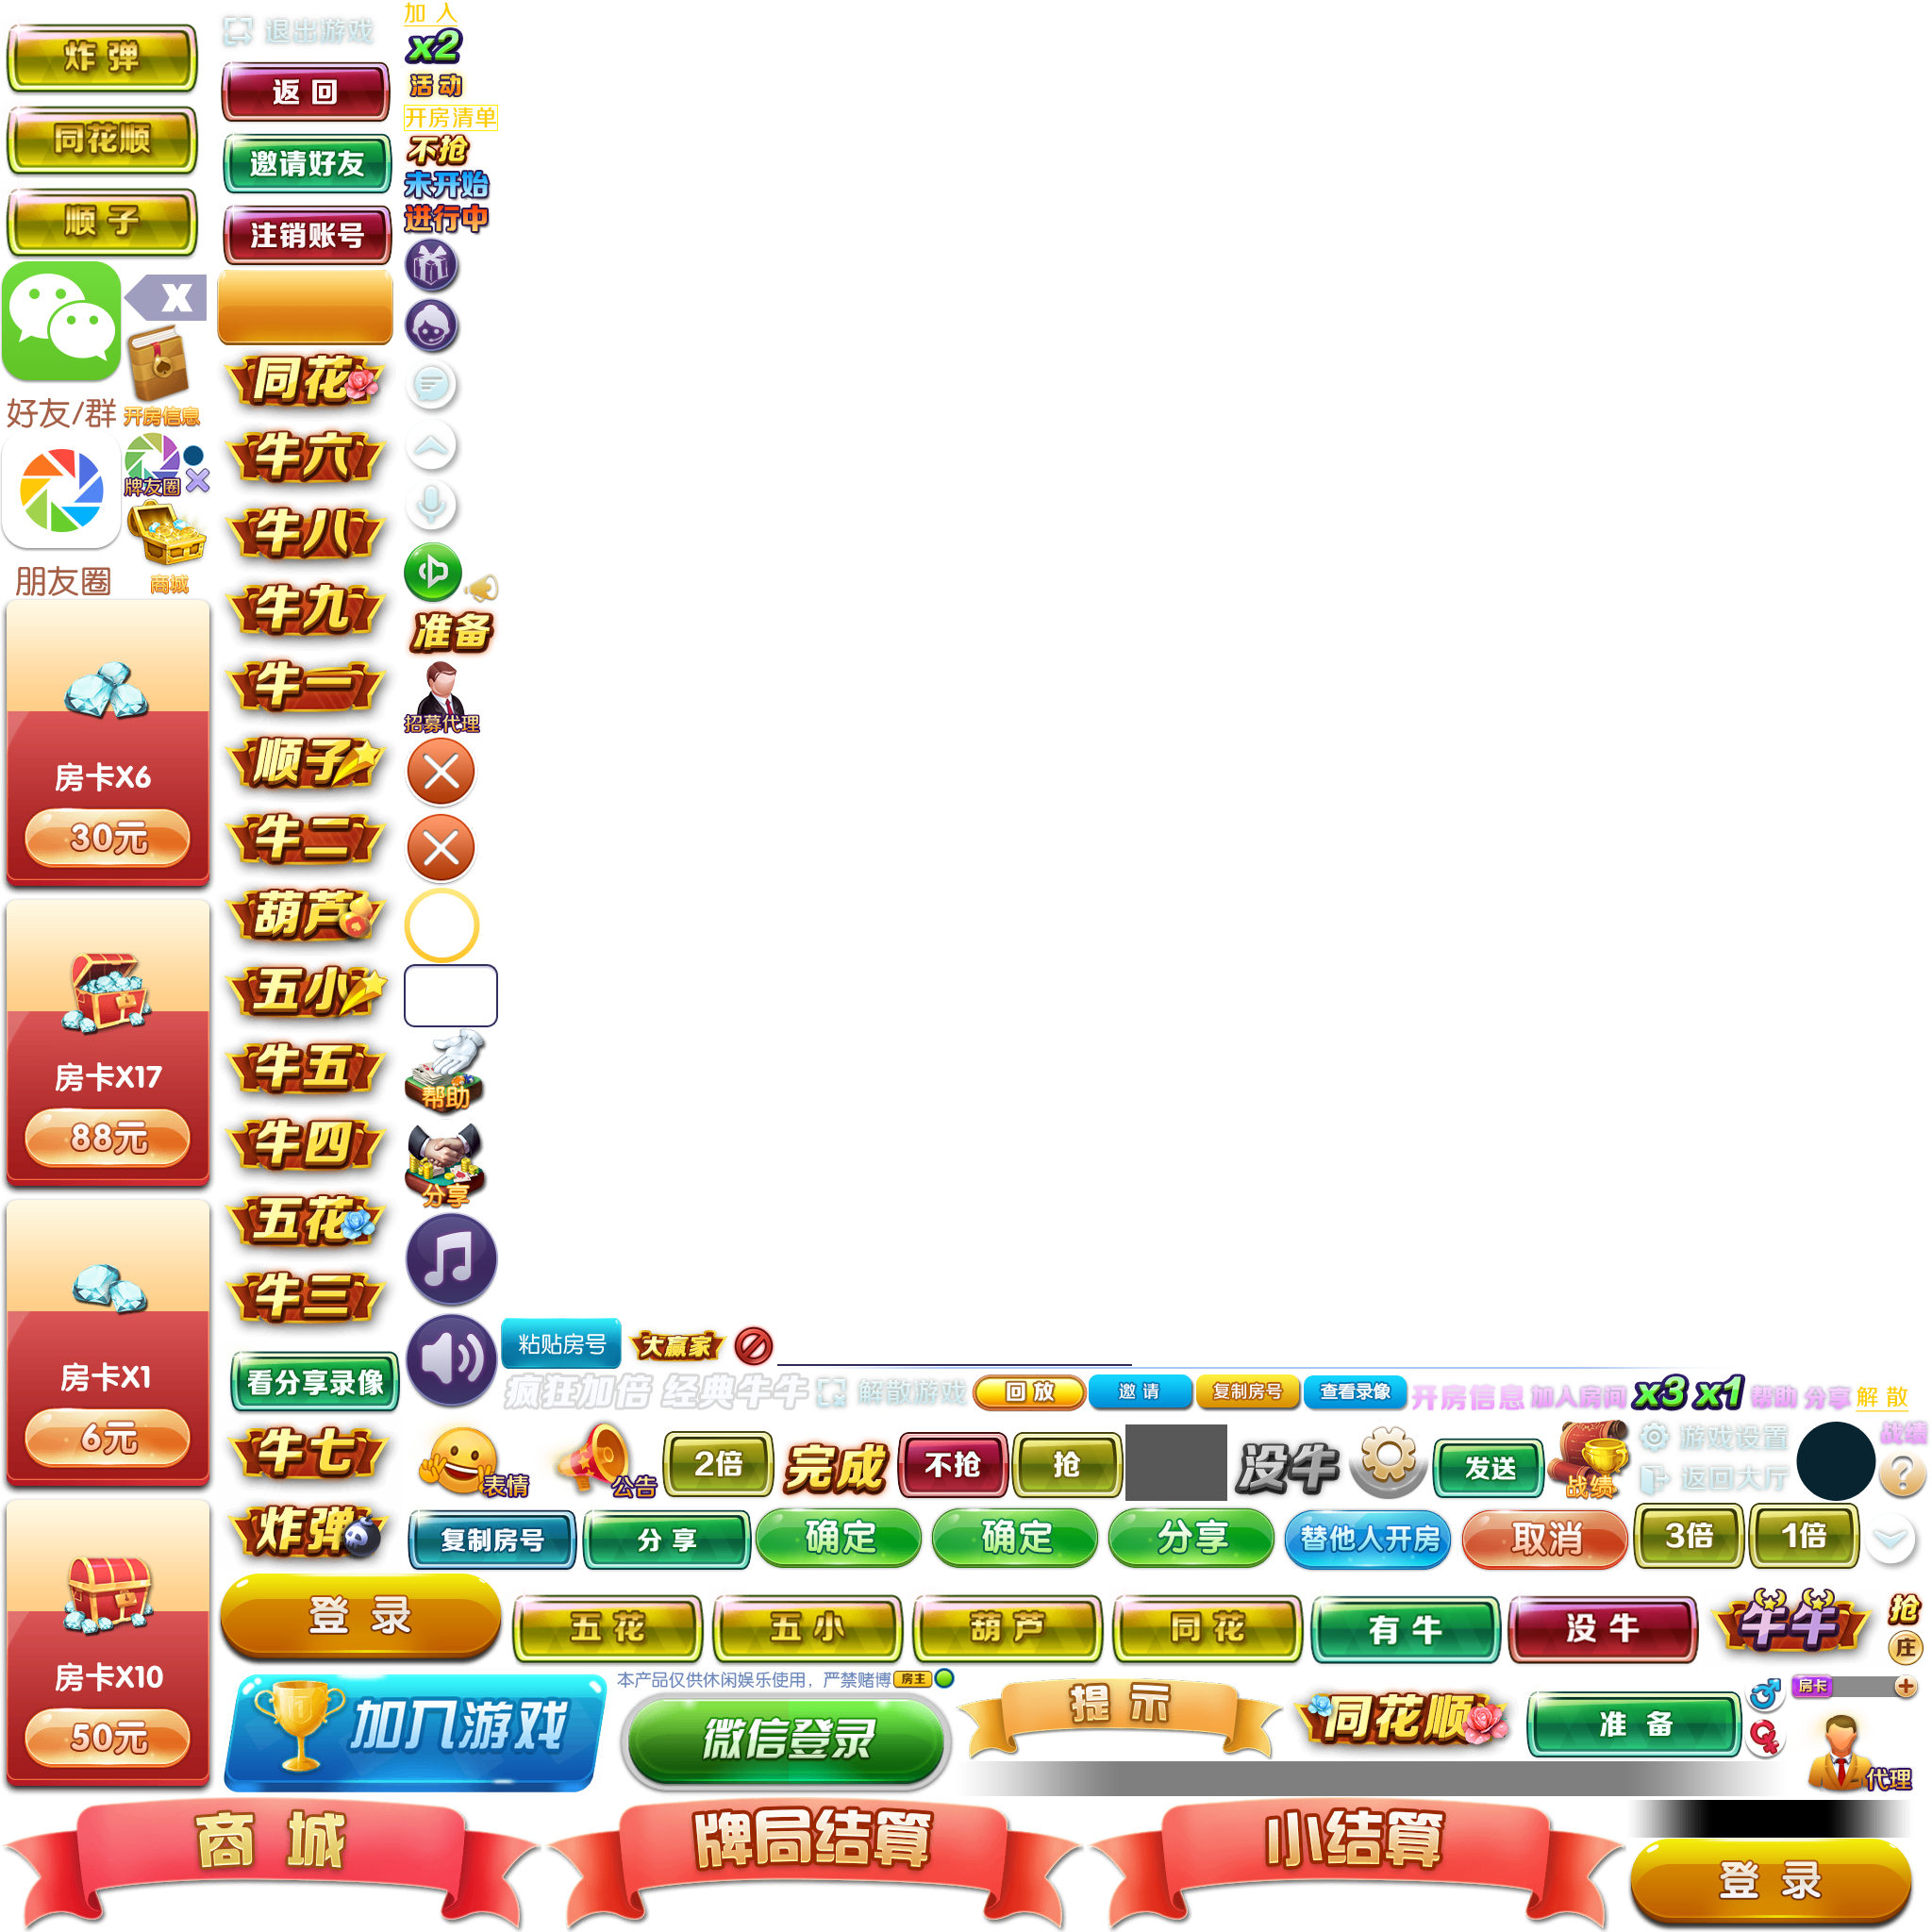 炸弹
同花顺
顺子
好友/群
开房信息
牌友圈
朋友圈
商城
房卡X6
30元
房卡X17
88元
房卡X1
6元
房卡X10
50元
退出游戏
返回
邀请好友
注销账号
同花
牛六
牛八
牛九
牛一
顺子
牛二
葫芦
五小
牛五
牛四
五花
牛三
看分享录像
牛七
炸弹
加入
x2
活动
开房清单
不抢
未开始
进行中
准备
招募代理
帮助
分享
粘贴房号
大赢家
疯狂加倍
经典牛牛
解散游戏
回放
邀请
复制房号
查看录像
开房信息
加入房间
x3
x1
帮助
分享
解散
表情
公告
2倍
完成
不抢
抢
没牛
发送
战绩
游戏设置
返回大厅
战绩
?
复制房号
分享
确定
确定
分享
替他人开房
取消
3倍
1倍
登录
五花
五小
葫芦
同花
有牛
没牛
牛牛
抢
庄
加入游戏
本产品仅供休闲娱乐使用，严禁赌博
房主
微信登录
提示
同花顺
准备
房卡
代理
商城
牌局结算
小结算
登录